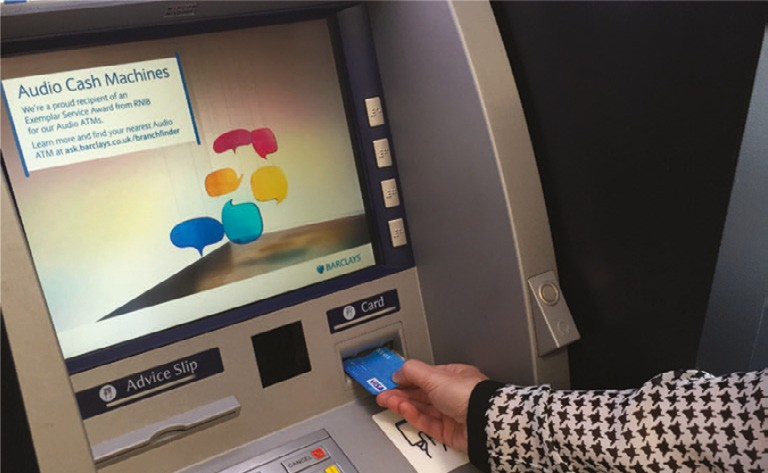 Audio Cash Machines
We're a proud recipient of an
Exemplar Service Award from RNIB
for our Audio ATMs.
Learn more and find your nearest Audio
ATM at ask.barclays.co.uk/branchfinder
BARCLAYS
Card
VISA
Advice Slip
CANCEL